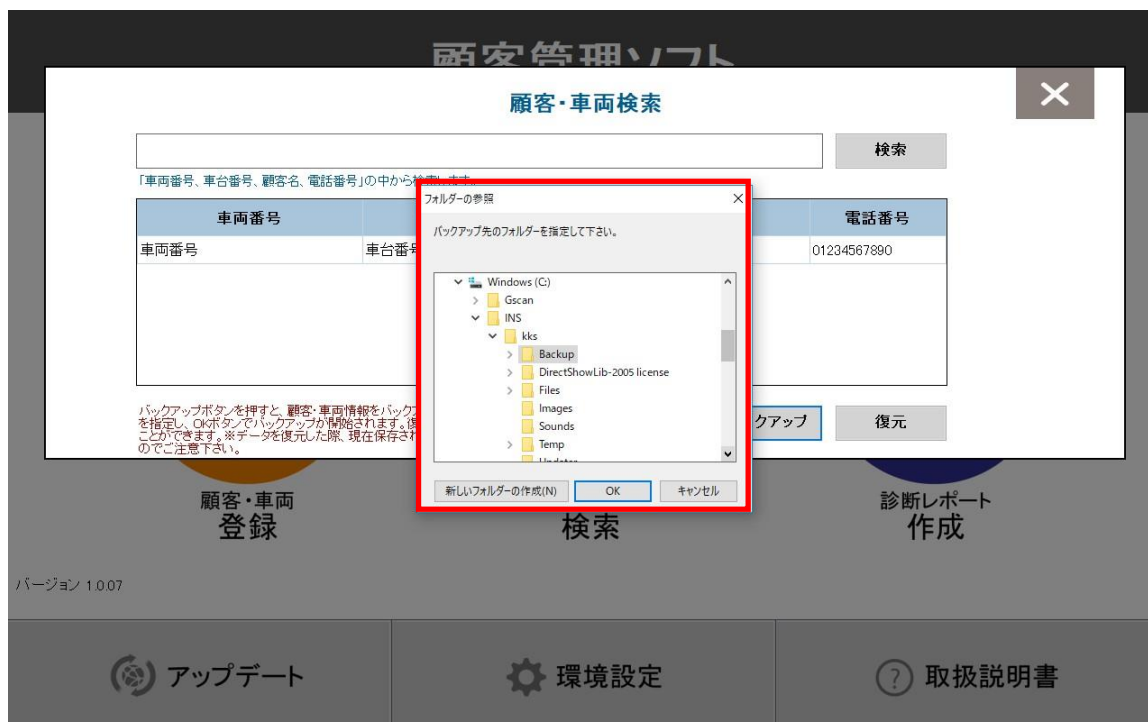 顧客管理ソフト
顧客・車両検索
検索
「車両番号、車台番号、顧客名、電話番号」の中から検索します。
フォルダーの参照
バックアップ先のフォルダーを指定して下さい。
車両番号
電話番号
車両番号
車台番号
01234567890
Windows (C:)
Gscan
INS
kks
Backup
DirectShowLib-2005 license
Files
Images
Sounds
Temp
Updater
バックアップボタンを押すと、顧客・車両情報をバックア
を指定し、OKボタンでバックアップが開始されます。復
ことができます。※データを復元した際、現在保存され
のでご注意下さい。
クアップ
復元
新しいフォルダーの作成(N)
OK
キャンセル
顧客・車両
登録
検索
診断レポート
作成
バージョン 1.0.07
アップデート
環境設定
? 取扱説明書